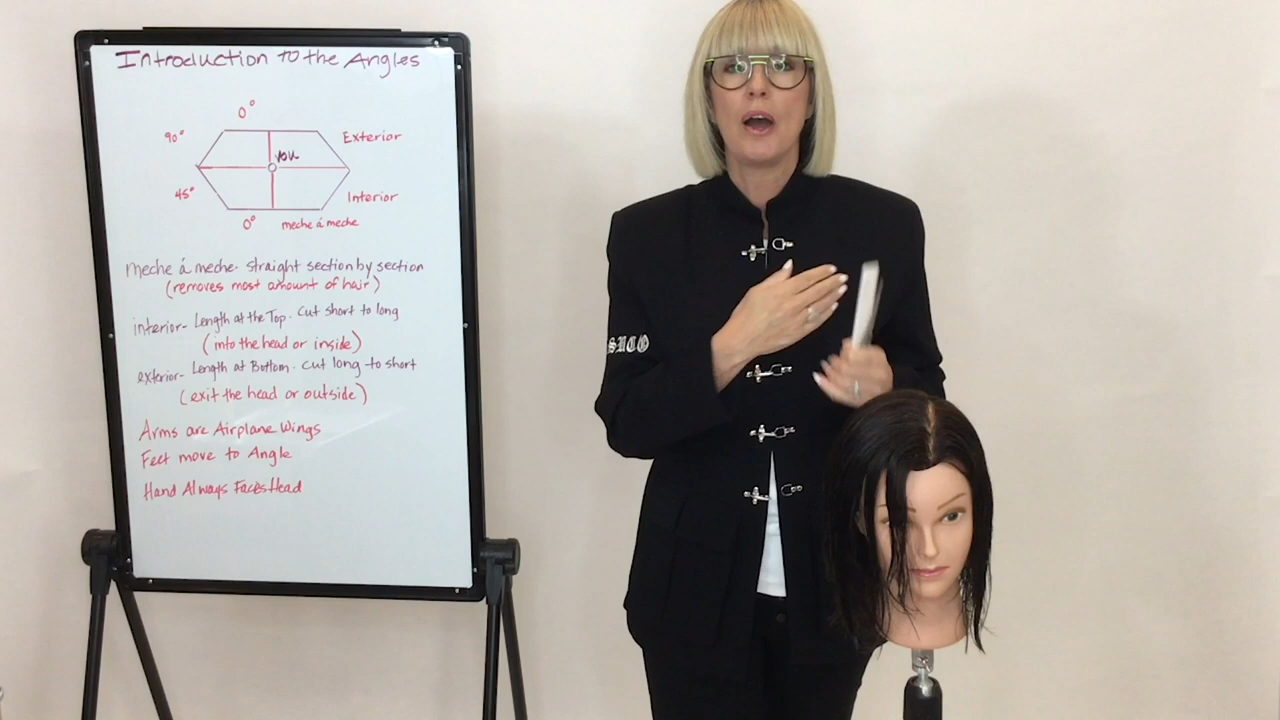 Introduction to the Angles
0°
90°
Exterior
you
45°
Interior
0°
meche á meche
meche á meche- straight section by section
(removes most amount of hair)
interior- Length at the Top. Cut short to long
(into the head or inside)
exterior- Length at Bottom. Cut long to short
(exit the head or outside)
Arms are Airplane Wings
Feet move to Angle
Hand Always Faces Head